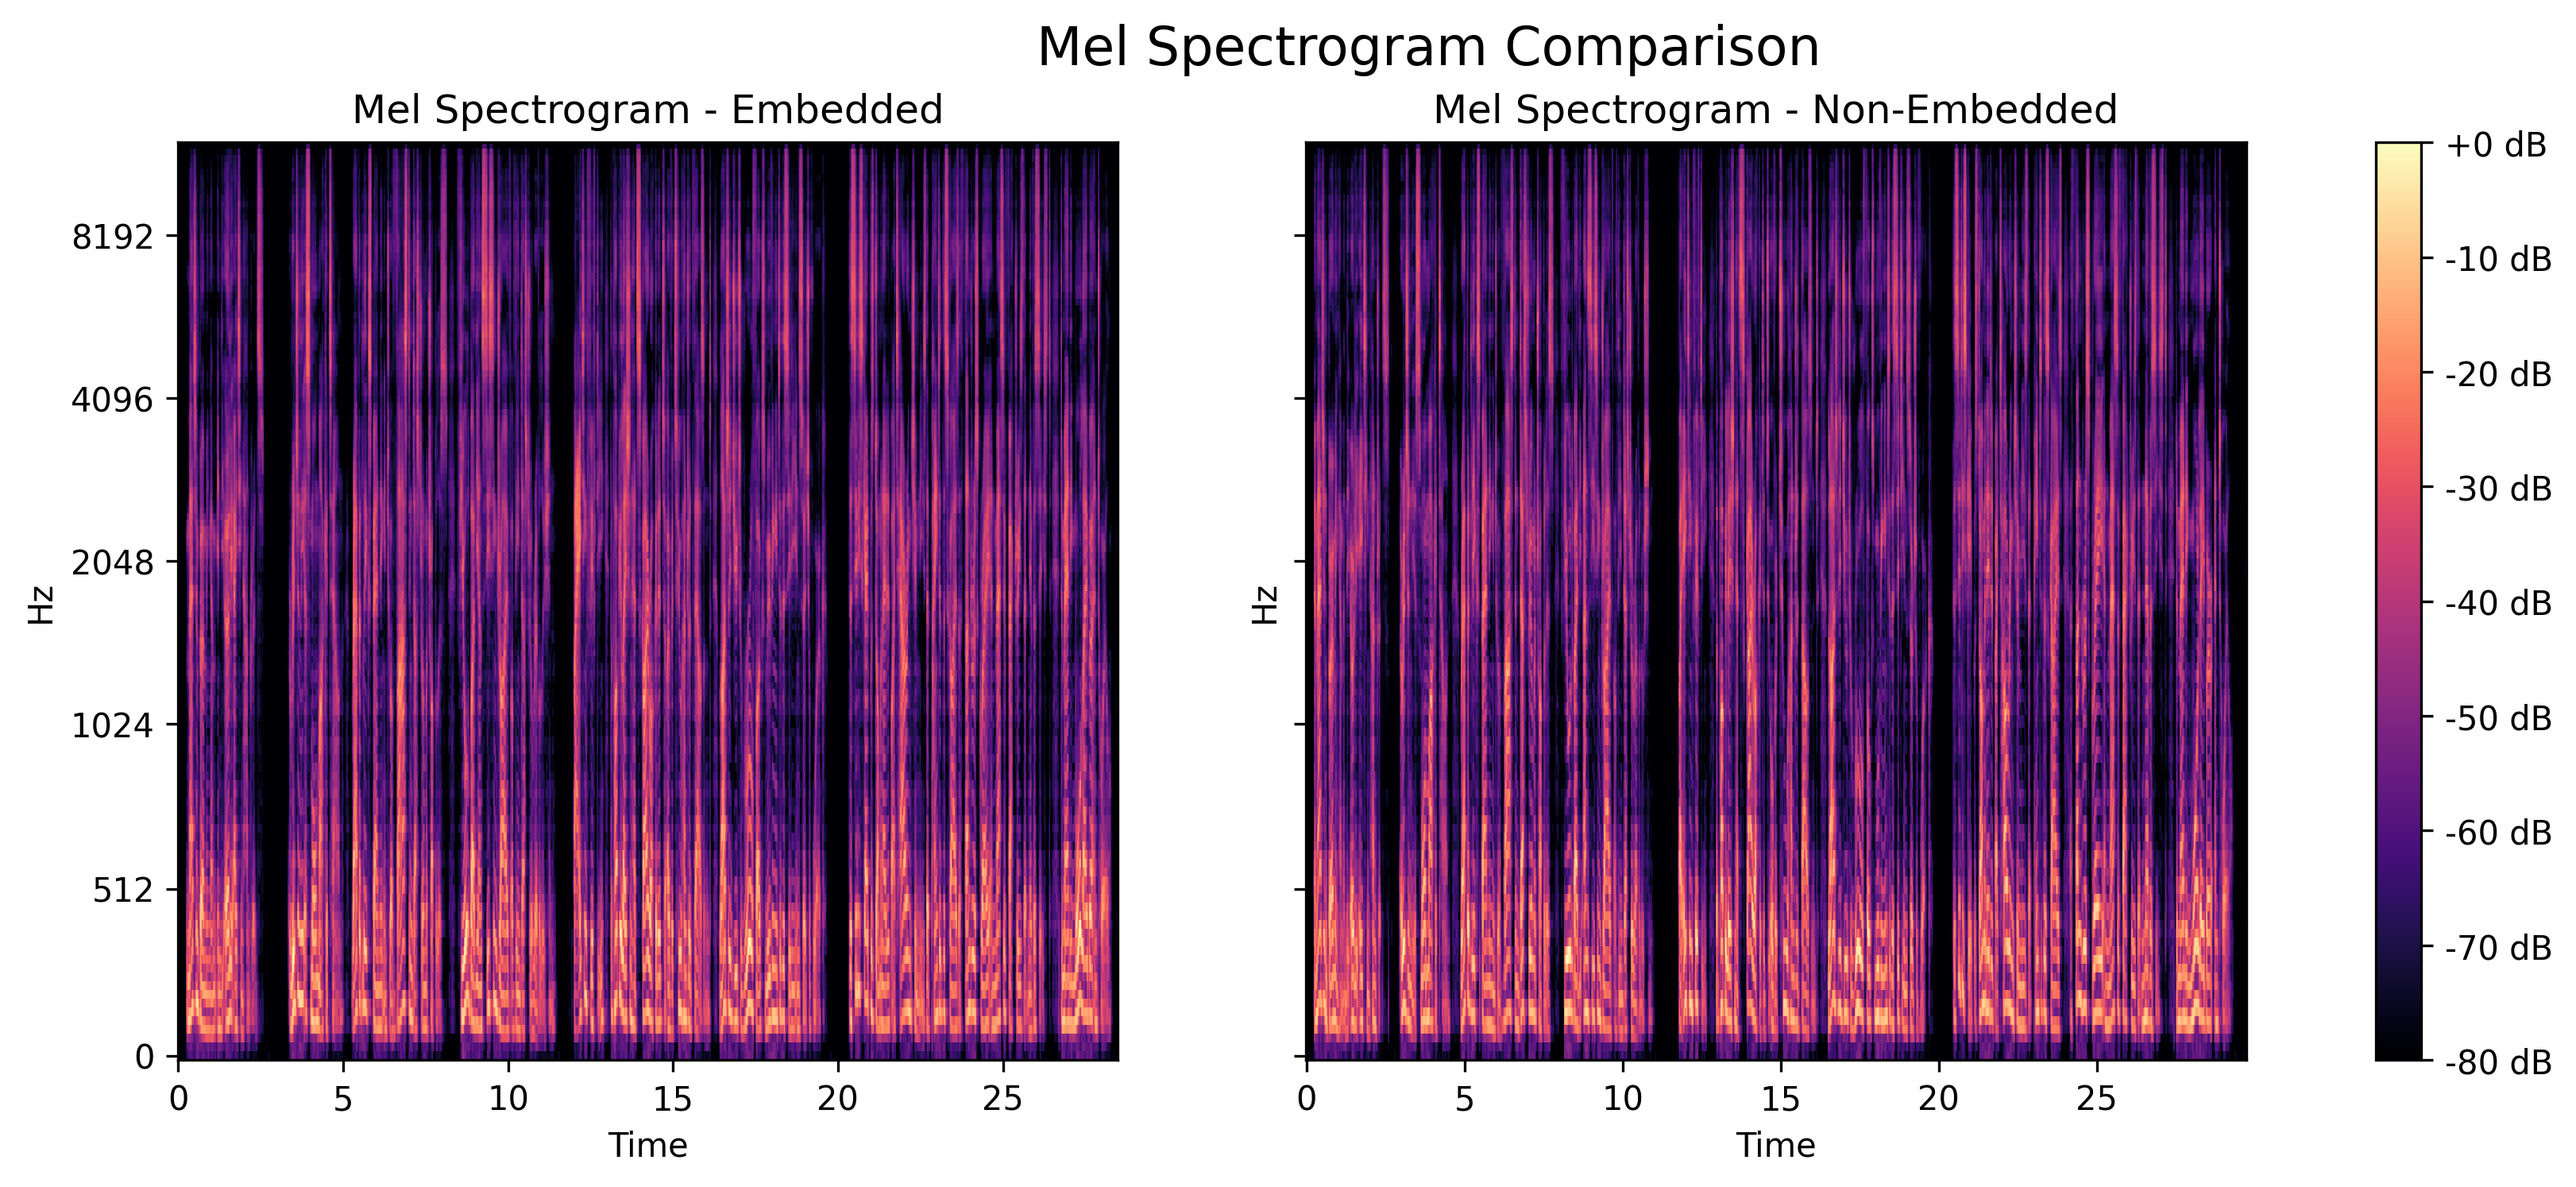 Mel Spectrogram Comparison
Mel Spectrogram - Embedded
8192
4096
2048
1024
512
0
Hz
0 5 10 15 20 25
Time
Mel Spectrogram - Non-Embedded
Hz
0 5 10 15 20 25
Time
+0 dB
-10 dB
-20 dB
-30 dB
-40 dB
-50 dB
-60 dB
-70 dB
-80 dB